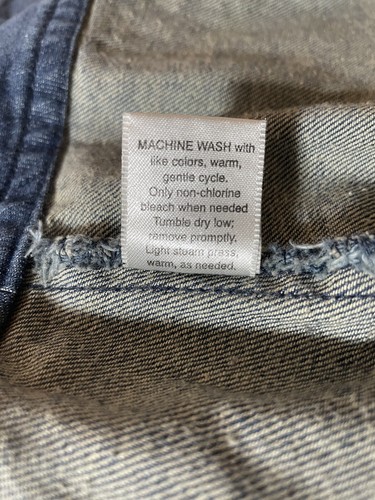 MACHINE WASH with
like colors, warm,
gentle cycle.
Only non-chlorine
bleach when needed
Tumble dry low;
remove promptly.
Light steam press,
warm, as needed.